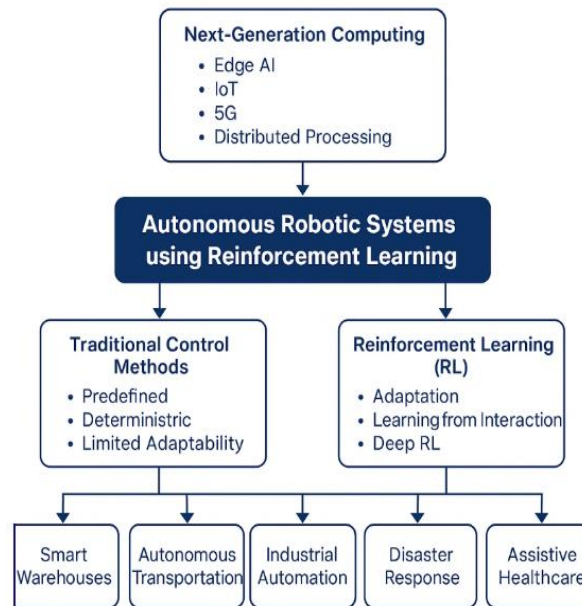 Next-Generation Computing
• Edge AI
• IoT
• 5G
• Distributed Processing
Autonomous Robotic Systems
using Reinforcement Learning
Traditional Control
Methods
• Predefined
• Deterministric
• Limited Adaptability
Reinforcement Learning
(RL)
• Adaptation
• Learning from Interaction
• Deep RL
Smart
Warehouses
Autonomous
Transportation
Industrial
Automation
Disaster
Response
Assistive
Healthcare